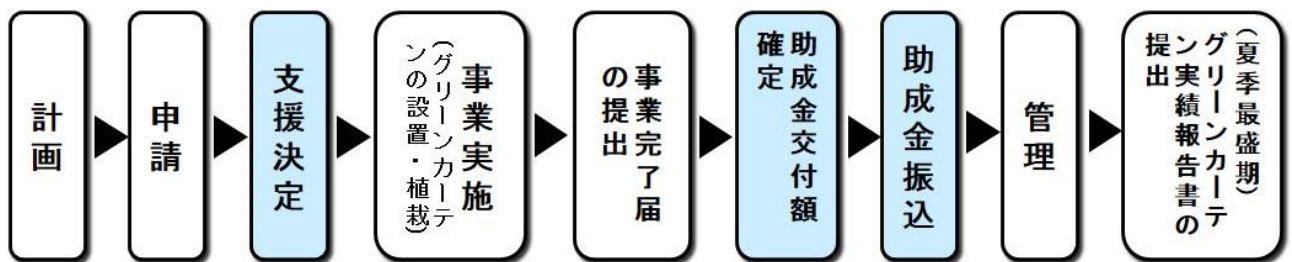 計画
申請
支援決定
事業実施
(グリーンカーテ
ンの設置・植栽)
事業完了届
の提出
助成金交付額
確定
助成金振込
管理
(夏季最盛期)
グリーンカーテ
ン実績報告書の
提出